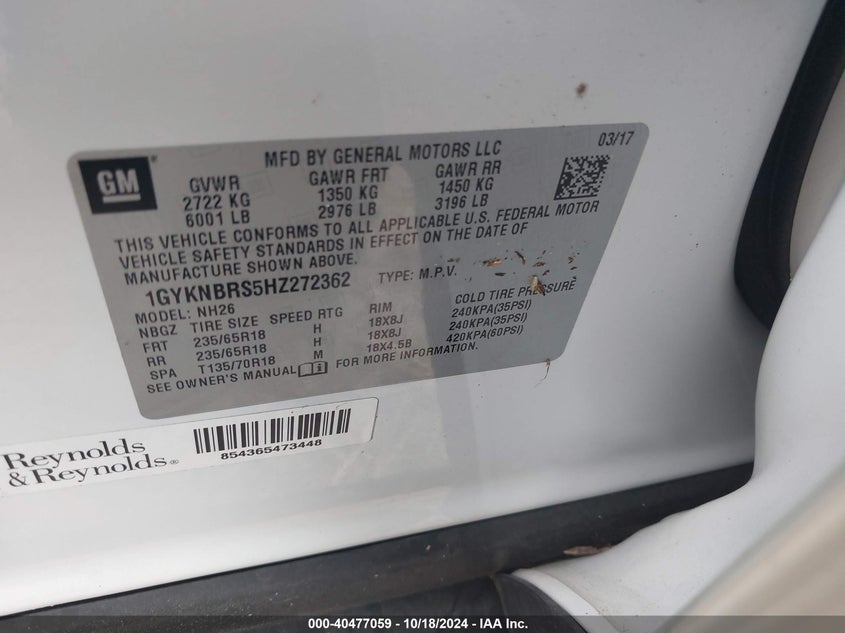 03/17
MFD BY GENERAL MOTORS LLC
GM
GVWR GAWR FRT GAWR RR
2722 KG 1350 KG 1450 KG
6001 LB 2976 LB 3196 LB
THIS VEHICLE CONFORMS TO ALL APPLICABLE U.S. FEDERAL MOTOR
VEHICLE SAFETY STANDARDS IN EFFECT ON THE DATE OF
MANUFACTURE SHOWN ABOVE.
1GYKNBRS5HZ272362 TYPE: M.P.V.
MODEL: NH26
NBGZ TIRE SIZE SPEED RTG RIM COLD TIRE PRESSURE
FRT 235/65R18 H 18X8J 240KPA(35PSI)
RR 235/65R18 H 18X8J 240KPA(35PSI)
SPA T135/70R18 M 18X4.5B 420KPA(60PSI)
SEE OWNER'S MANUAL FOR MORE INFORMATION.
Reynolds
& Reynolds®
854365473448
000-40477059 - 10/18/2024 - IAA Inc.